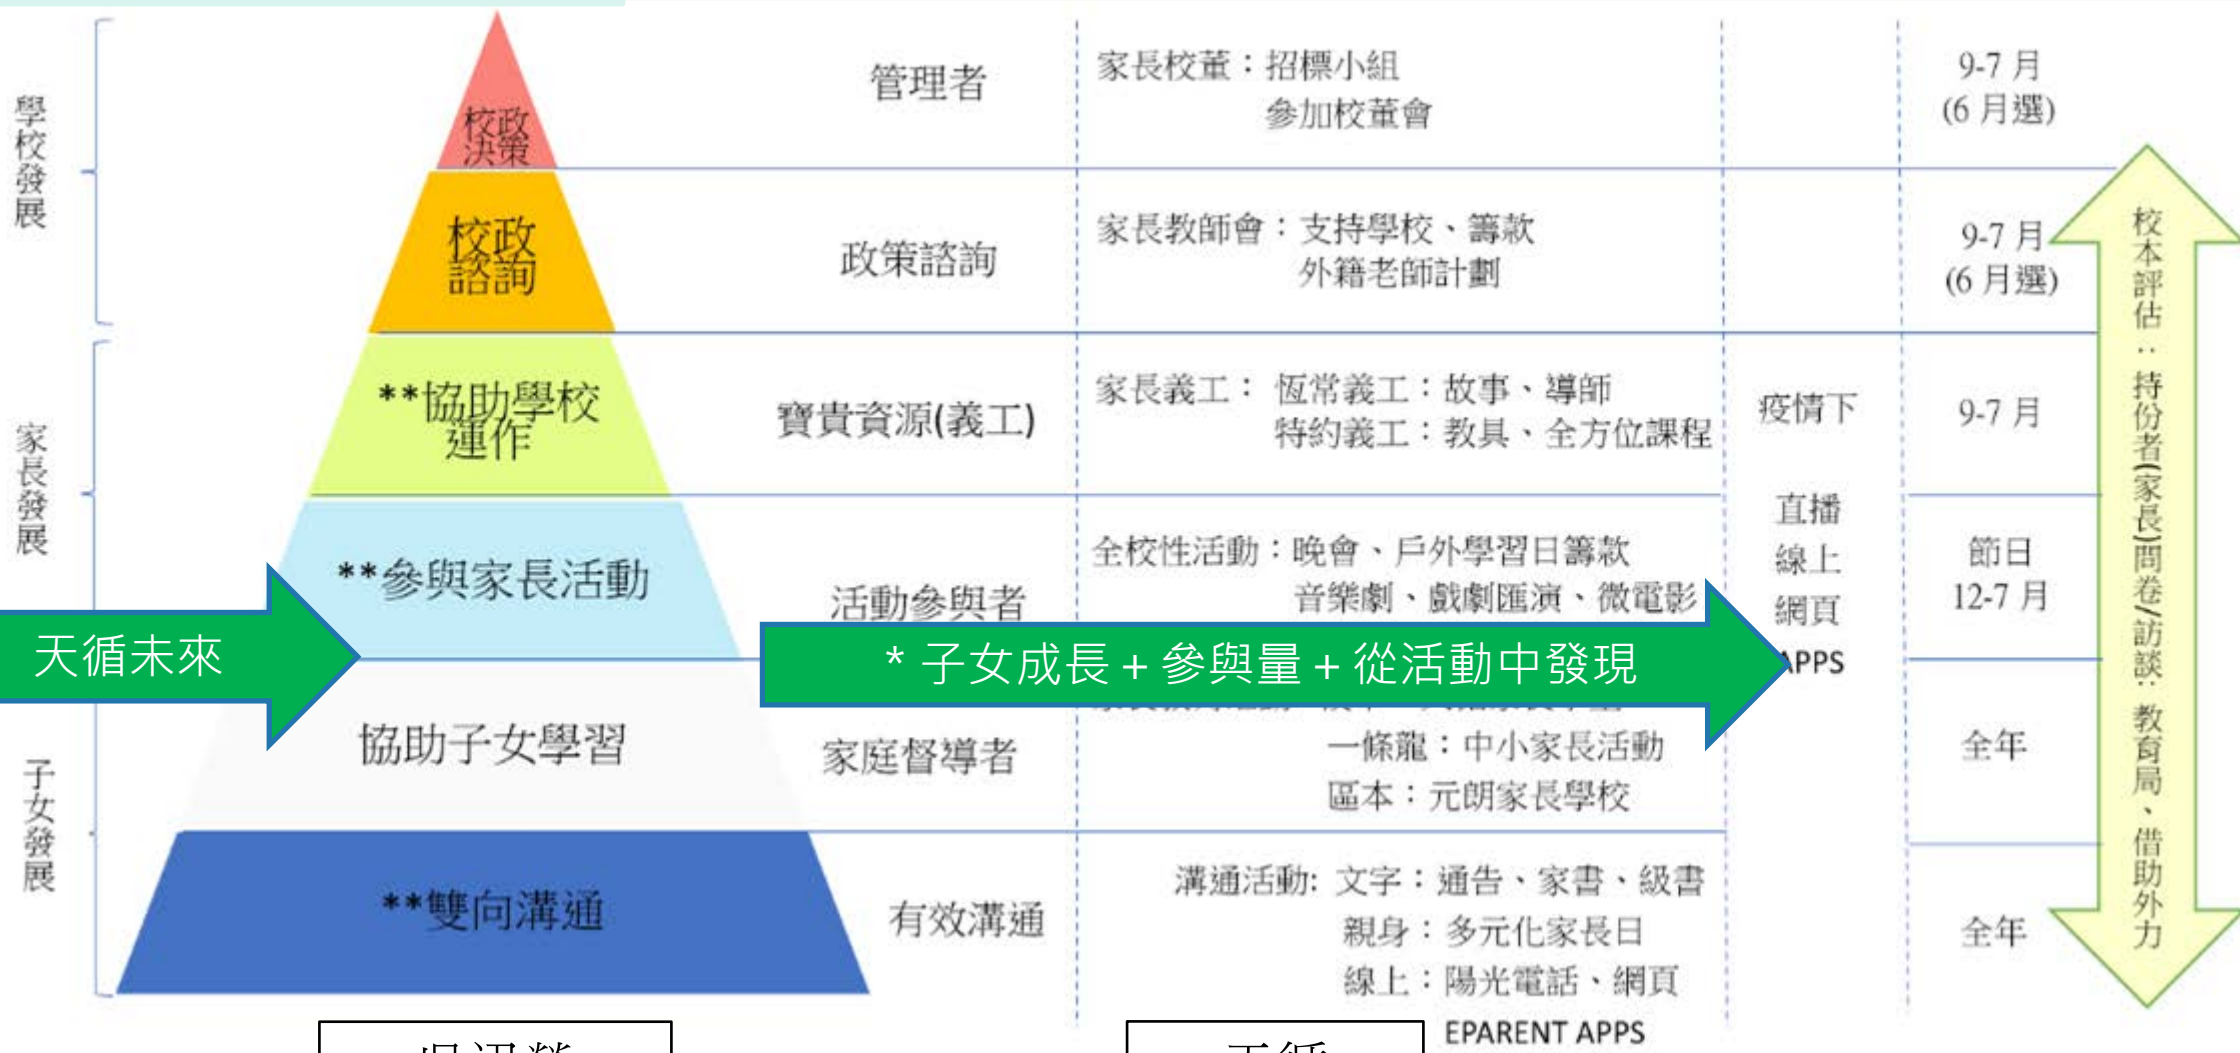 學校發展
校政
決策
管理者
家長校董：招標小組
參加校董會
9-7 月
(6 月選)
校政
諮詢
政策諮詢
家長教師會：支持學校、籌款
外籍老師計劃
9-7 月
(6 月選)
家長發展
**協助學校
運作
寶貴資源(義工)
家長義工： 恆常義工：故事、導師
特約義工：教具、全方位課程
疫情下
9-7 月
**參與家長活動
活動參與者
全校性活動：晚會、戶外學習日籌款
音樂劇、戲劇匯演、微電影
直播
線上
網頁
APPS
節日
12-7 月
天循未來
* 子女成長 + 參與量 + 從活動中發現
子女發展
協助子女學習
家庭督導者
一條龍：中小家長活動
區本：元朗家長學校
全年
**雙向溝通
有效溝通
溝通活動: 文字：通告、家書、級書
親身：多元化家長日
線上：陽光電話、網頁
EPARENT APPS
全年
校本評估：持份者(家長)問卷/訪談: 教育局、借助外力
天循